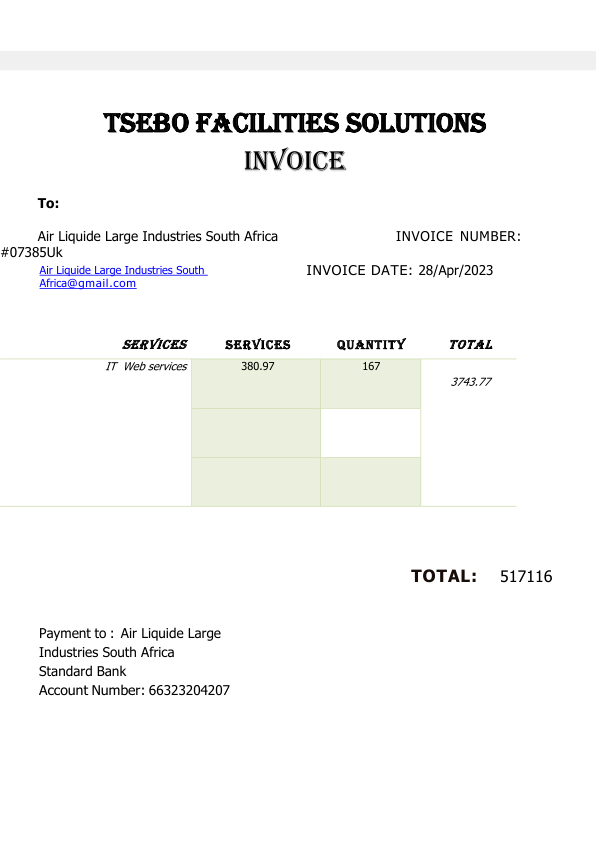 TSEBO FACILITIES SOLUTIONS
INVOICE
To:
Air Liquide Large Industries South Africa INVOICE NUMBER:
#07385Uk
Air Liquide Large Industries South INVOICE DATE: 28/Apr/2023
Africa@gmail.com
SERVICES SERVICES QUANTITY TOTAL
IT Web services 380.97 167
3743.77
TOTAL: 517116
Payment to : Air Liquide Large
Industries South Africa
Standard Bank
Account Number: 66323204207